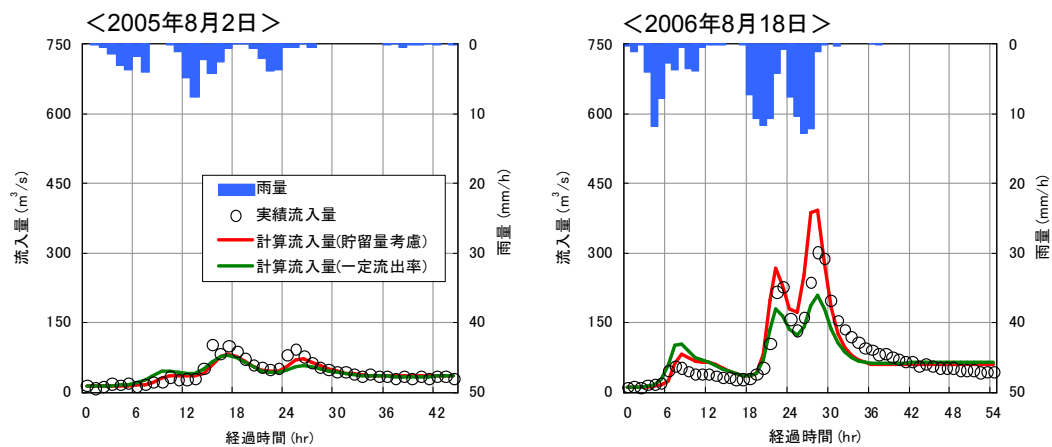 ＜2005年8月2日＞
750
600
450
300
150
0
流入量 (m³/s)
0
10
20
30
40
50
雨量 (mm/h)
0 6 12 18 24 30 36 42
経過時間 (hr)
雨量
実績流入量
計算流入量(貯留量考慮)
計算流入量(一定流出率)
＜2006年8月18日＞
750
600
450
300
150
0
流入量 (m³/s)
0
10
20
30
40
50
雨量 (mm/h)
0 6 12 18 24 30 36 42 48 54
経過時間 (hr)